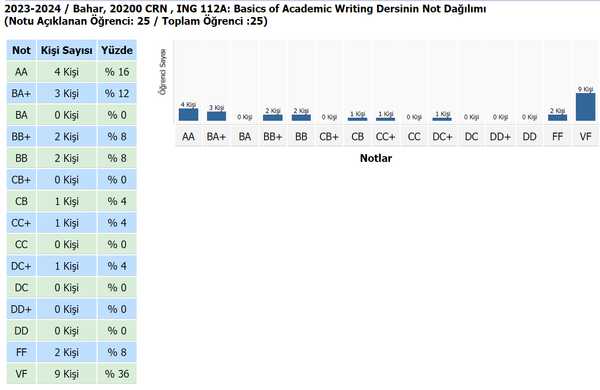 2023-2024 / Bahar, 20200 CRN , ING 112A: Basics of Academic Writing Dersinin Not Dağılımı
(Notu Açıklanan Öğrenci: 25 / Toplam Öğrenci :25)
Not Kişi Sayısı Yüzde
AA 4 Kişi % 16
BA+ 3 Kişi % 12
BA 0 Kişi % 0
BB+ 2 Kişi % 8
BB 2 Kişi % 8
CB+ 0 Kişi % 0
CB 1 Kişi % 4
CC+ 1 Kişi % 4
CC 0 Kişi % 0
DC+ 1 Kişi % 4
DC 0 Kişi % 0
DD+ 0 Kişi % 0
DD 0 Kişi % 0
FF 2 Kişi % 8
VF 9 Kişi % 36
Öğrenci Sayısı
4 Kişi 3 Kişi 0 Kişi 2 Kişi 2 Kişi 0 Kişi 1 Kişi 1 Kişi 0 Kişi 1 Kişi 0 Kişi 0 Kişi 0 Kişi 2 Kişi 9 Kişi
AA BA+ BA BB+ BB CB+ CB CC+ CC DC+ DC DD+ DD FF VF
Notlar